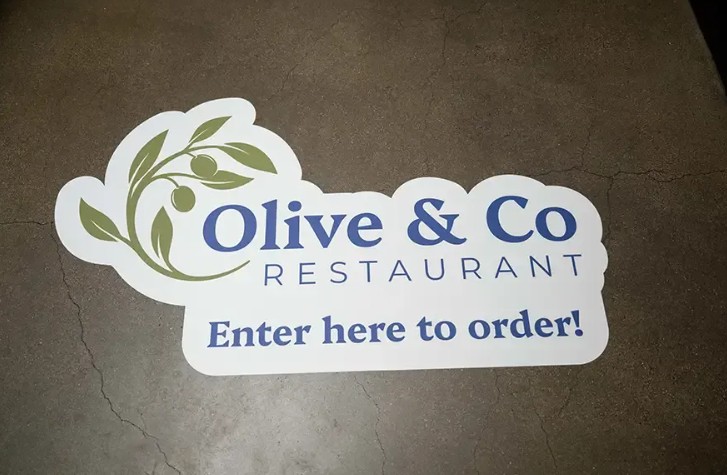 Olive & Co
RESTAURANT
Enter here to order!